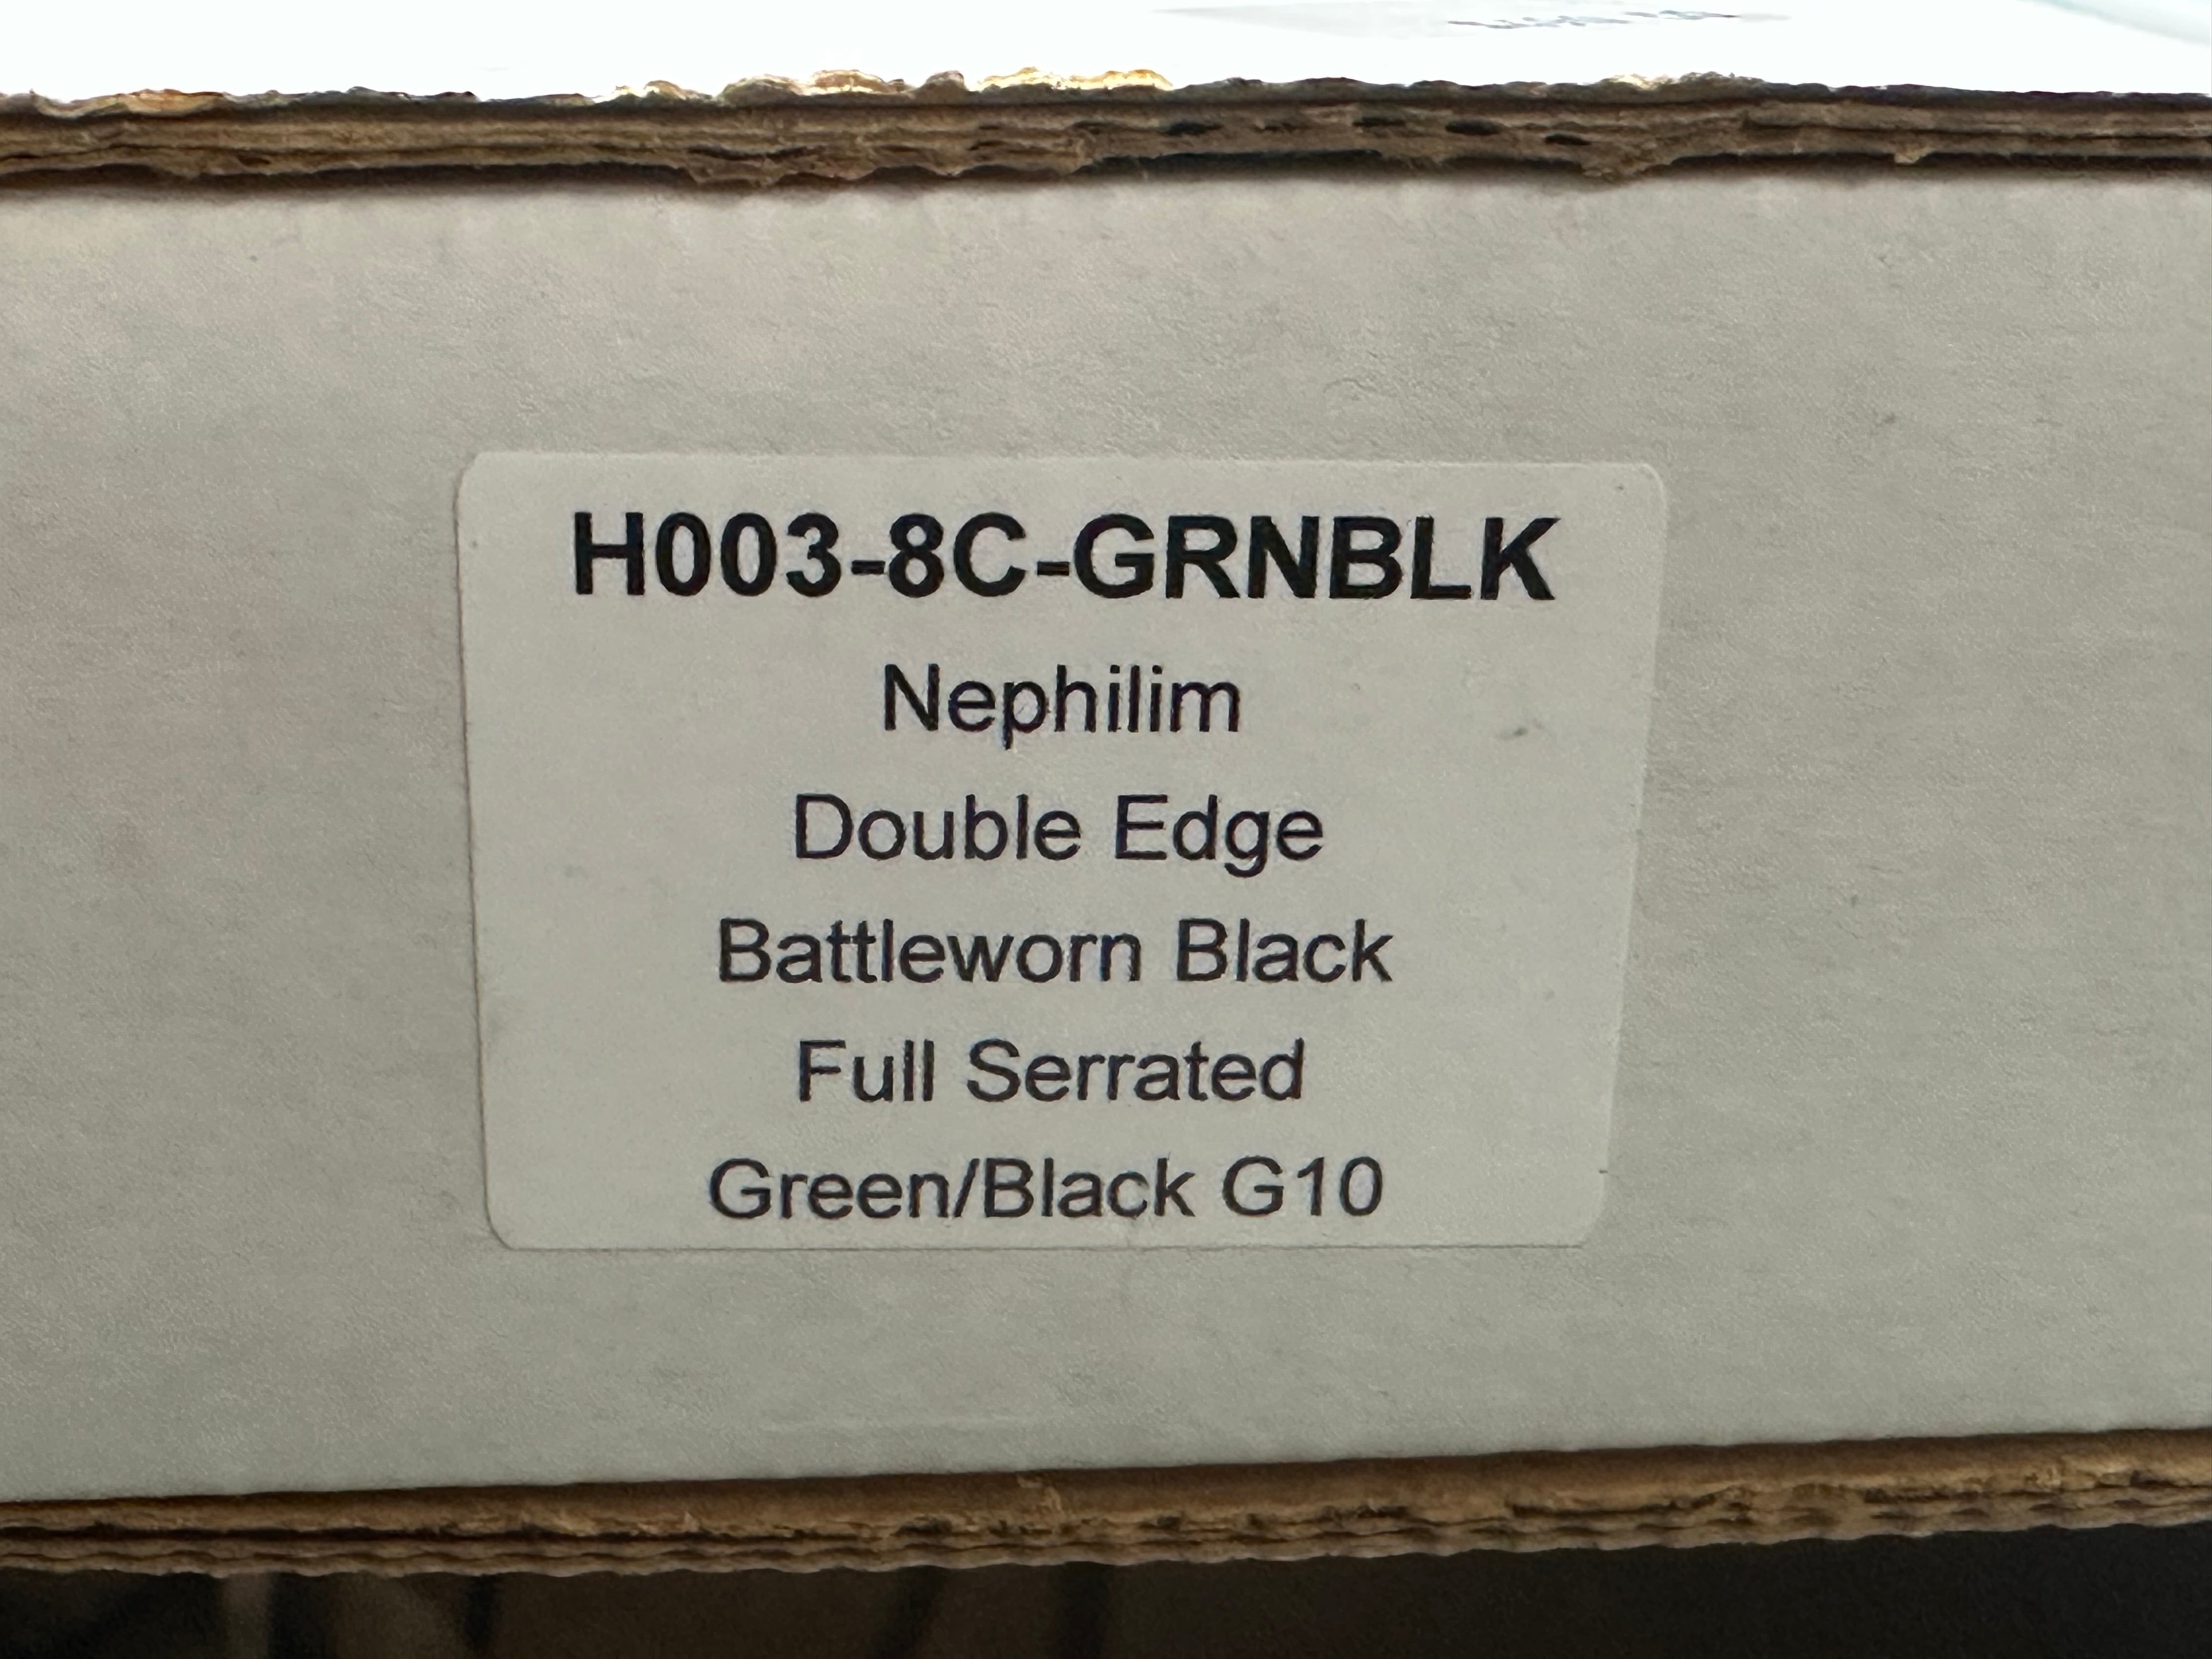 H003-8C-GRNBLK
Nephilim
Double Edge
Battleworn Black
Full Serrated
Green/Black G10